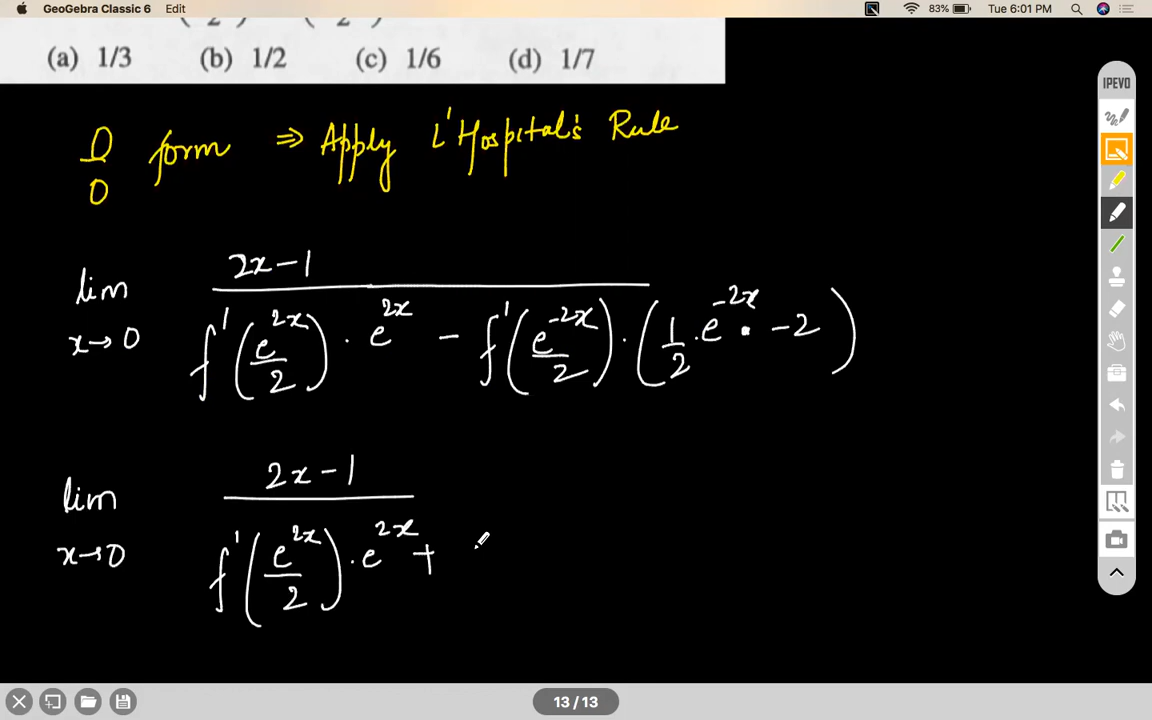 GeoGebra Classic 6 Edit 83% Tue 6:01 PM
(a) 1/3 (b) 1/2 (c) 1/6 (d) 1/7
IPEVO
0/0 form ⇒ Apply L'Hospital's Rule
lim x→0 (2x-1) / (f'(e^{2x}/2) · e^{2x} - f'(e^{-2x}/2) · (1/2 · e^{-2x} · -2))
lim x→0 (2x-1) / (f'(e^{2x}/2) · e^{2x} +
13 / 13